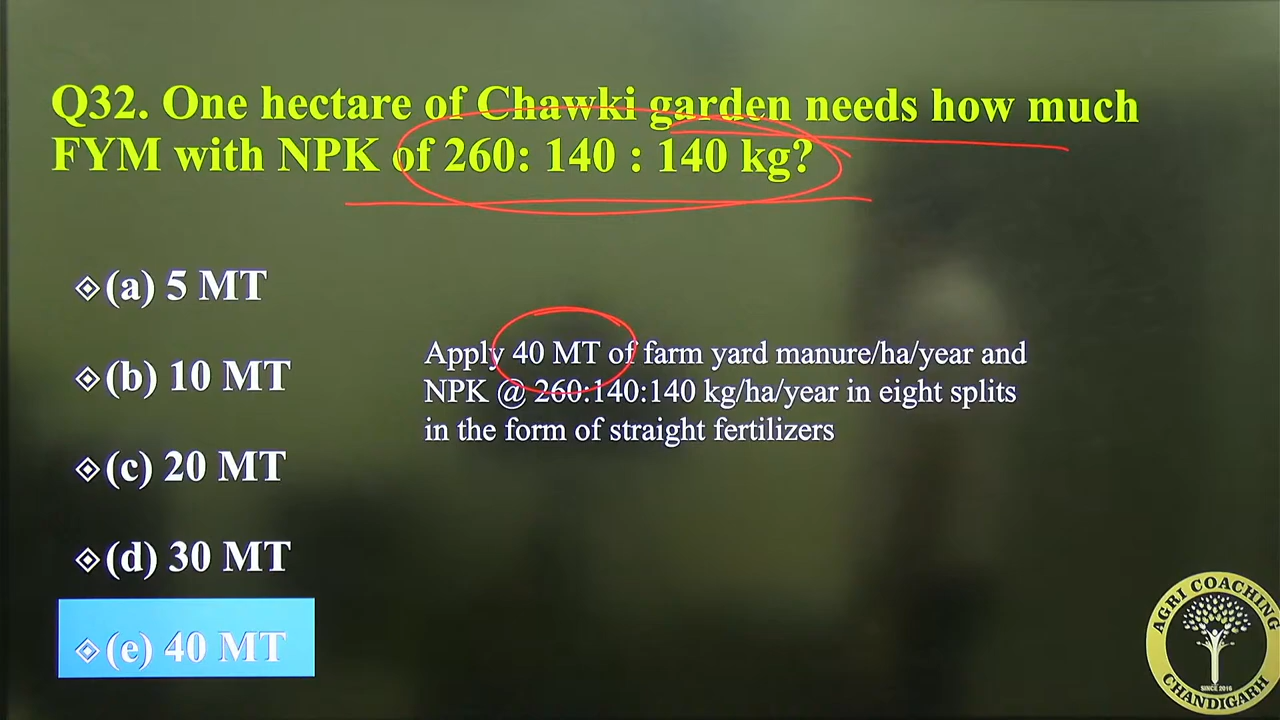 Q32. One hectare of Chawki garden needs how much
FYM with NPK of 260: 140 : 140 kg?
(a) 5 MT
(b) 10 MT
(c) 20 MT
(d) 30 MT
(e) 40 MT
Apply 40 MT of farm yard manure/ha/year and
NPK @ 260:140:140 kg/ha/year in eight splits
in the form of straight fertilizers
AGRI COACHING
SINCE 2016
CHANDIGARH